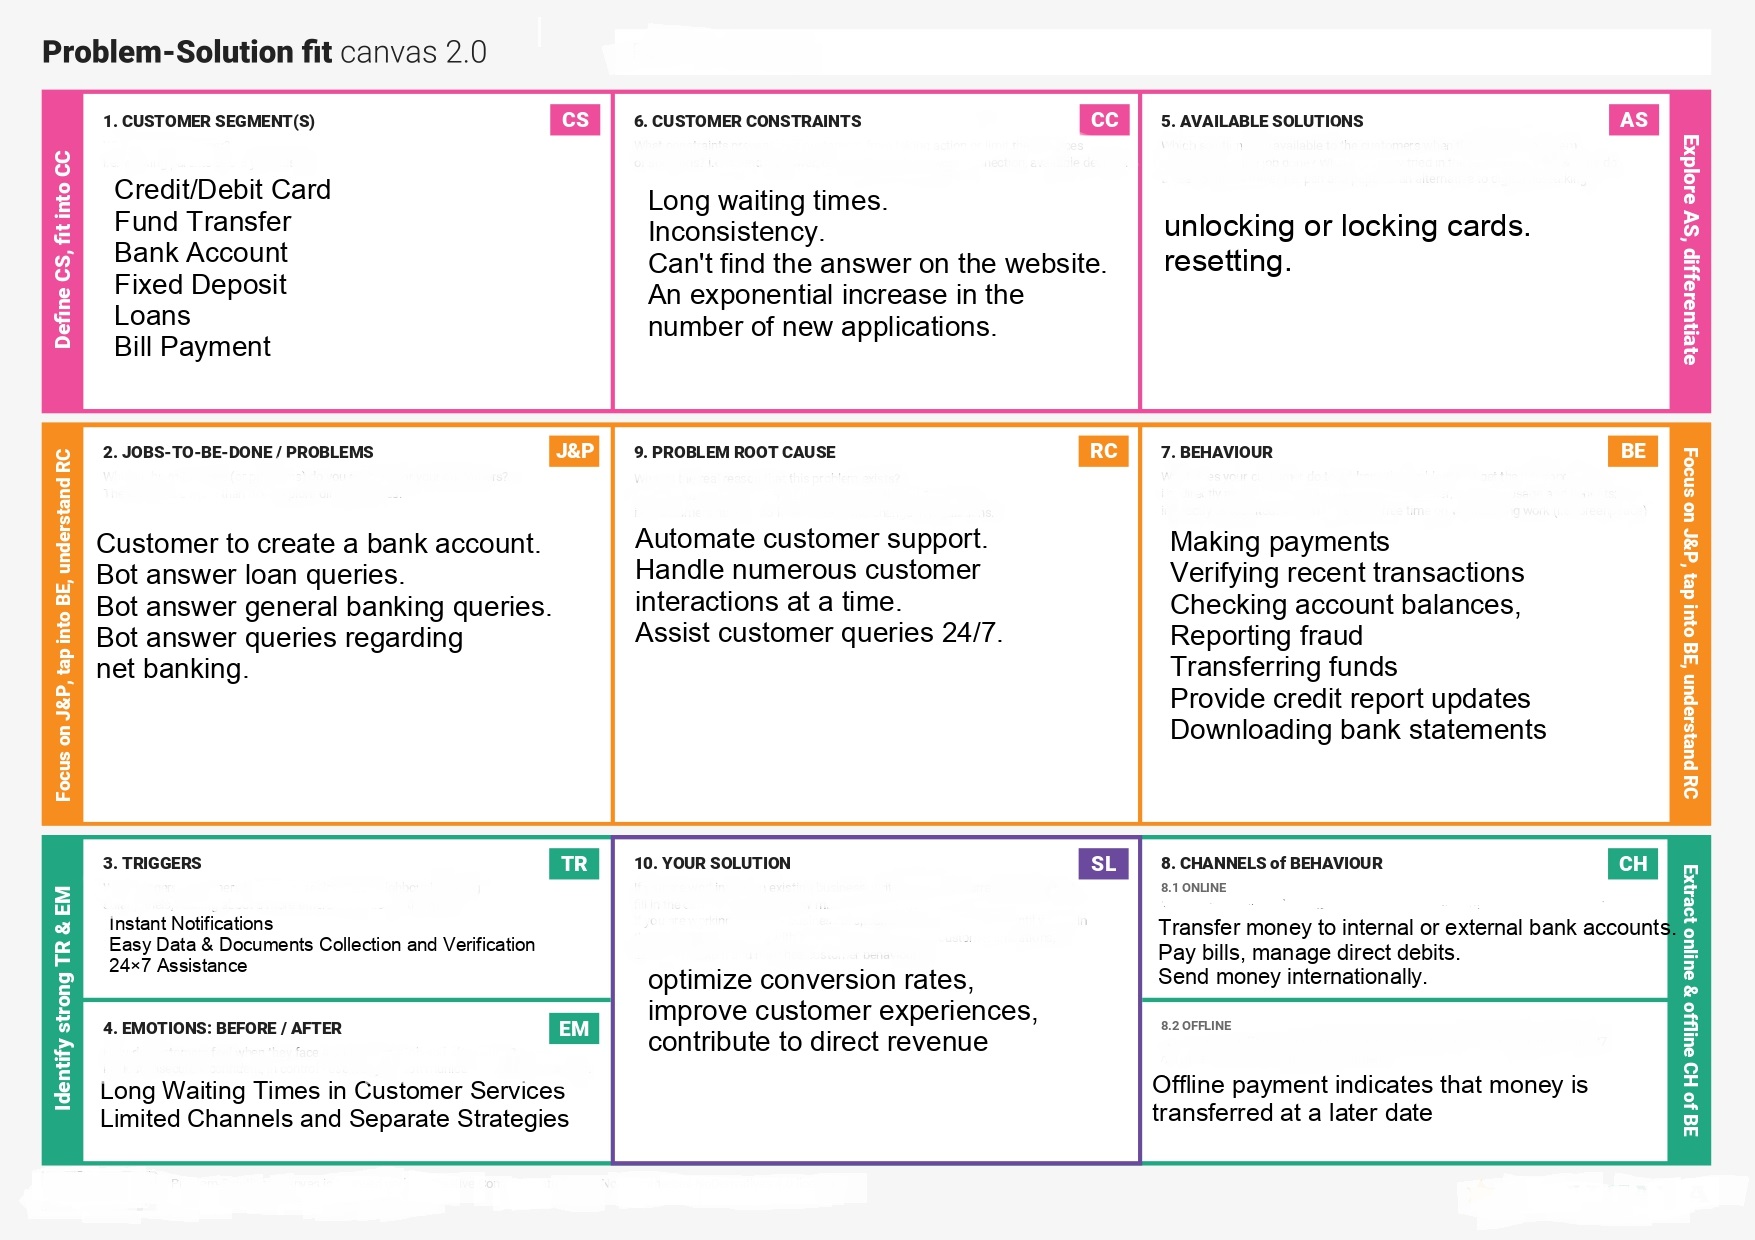 Problem-Solution fit canvas 2.0
Define CS, fit into CC
1. CUSTOMER SEGMENT(S)
CS
Credit/Debit Card
Fund Transfer
Bank Account
Fixed Deposit
Loans
Bill Payment
6. CUSTOMER CONSTRAINTS
CC
Long waiting times.
Inconsistency.
Can't find the answer on the website.
An exponential increase in the
number of new applications.
5. AVAILABLE SOLUTIONS
AS
unlocking or locking cards.
resetting.
Explore AS, differentiate
Focus on J&P, tap into BE, understand RC
2. JOBS-TO-BE-DONE / PROBLEMS
J&P
Customer to create a bank account.
Bot answer loan queries.
Bot answer general banking queries.
Bot answer queries regarding
net banking.
9. PROBLEM ROOT CAUSE
RC
Automate customer support.
Handle numerous customer
interactions at a time.
Assist customer queries 24/7.
7. BEHAVIOUR
BE
Making payments
Verifying recent transactions
Checking account balances,
Reporting fraud
Transferring funds
Provide credit report updates
Downloading bank statements
Focus on J&P, tap into BE, understand RC
Identify strong TR & EM
3. TRIGGERS
TR
Instant Notifications
Easy Data & Documents Collection and Verification
24×7 Assistance
4. EMOTIONS: BEFORE / AFTER
EM
Long Waiting Times in Customer Services
Limited Channels and Separate Strategies
10. YOUR SOLUTION
SL
optimize conversion rates,
improve customer experiences,
contribute to direct revenue
8. CHANNELS of BEHAVIOUR
CH
8.1 ONLINE
Transfer money to internal or external bank accounts.
Pay bills, manage direct debits.
Send money internationally.
8.2 OFFLINE
Offline payment indicates that money is
transferred at a later date
Extract online & offline CH of BE